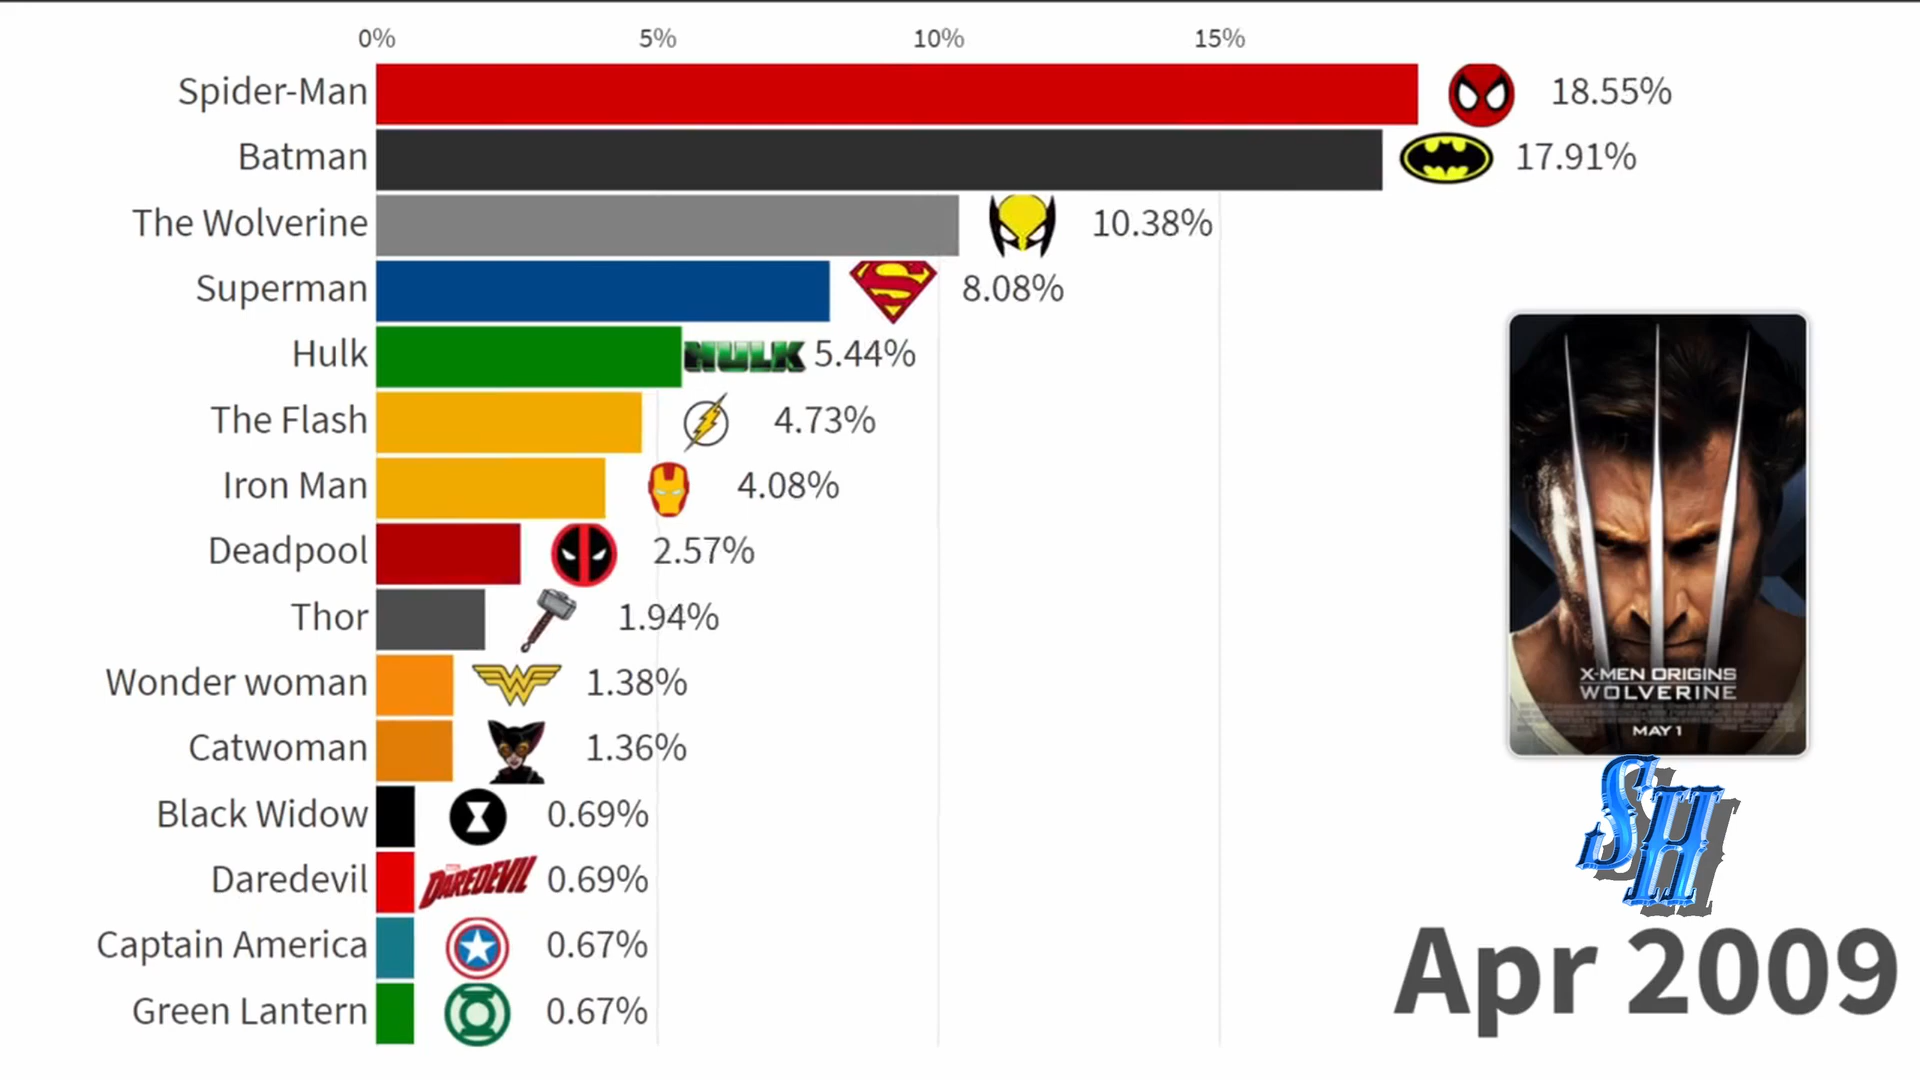 0% 5% 10% 15%
Spider-Man 18.55%
Batman 17.91%
The Wolverine 10.38%
Superman 8.08%
Hulk HULK 5.44%
The Flash 4.73%
Iron Man 4.08%
Deadpool 2.57%
Thor 1.94%
Wonder woman 1.38%
Catwoman 1.36%
Black Widow 0.69%
Daredevil DAREDEVIL 0.69%
Captain America 0.67%
Green Lantern 0.67%
X-MEN ORIGINS
WOLVERINE
MAY 1
SH
Apr 2009